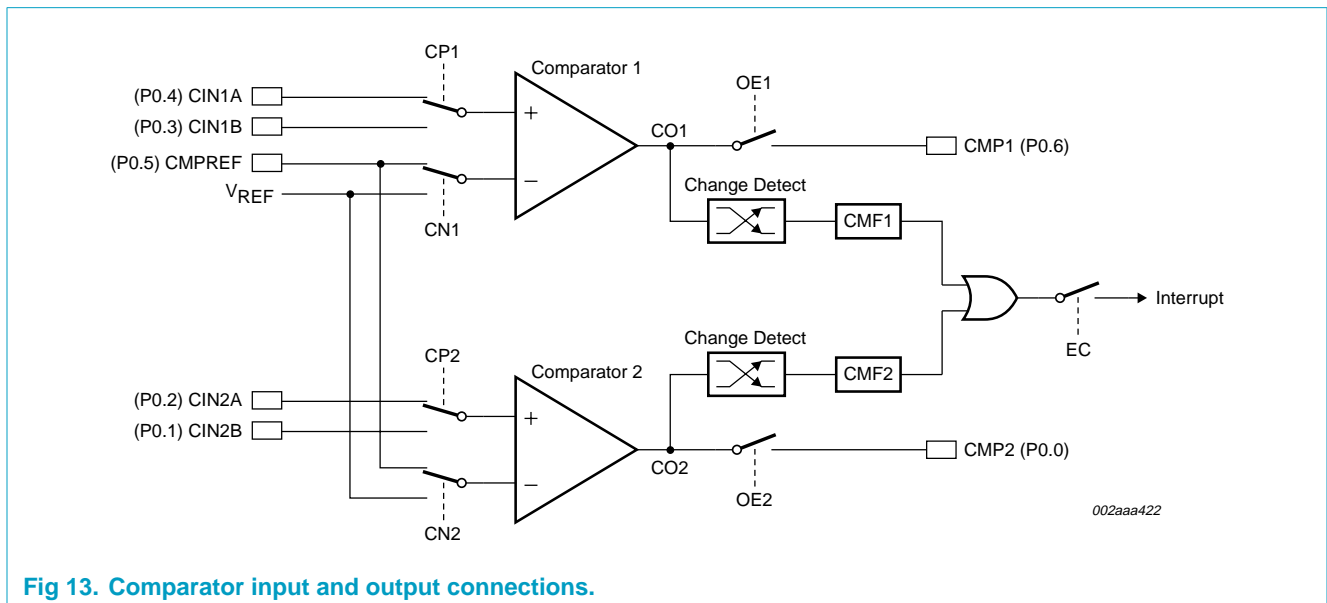 CP1
Comparator 1
OE1
(P0.4) CIN1A
(P0.3) CIN1B
(P0.5) CMPREF
VREF
+
−
CO1
CMP1 (P0.6)
CN1
Change Detect
CMF1
Interrupt
EC
Change Detect
CMF2
CP2
Comparator 2
(P0.2) CIN2A
(P0.1) CIN2B
+
−
CO2
CMP2 (P0.0)
OE2
CN2
002aaa422
Fig 13. Comparator input and output connections.